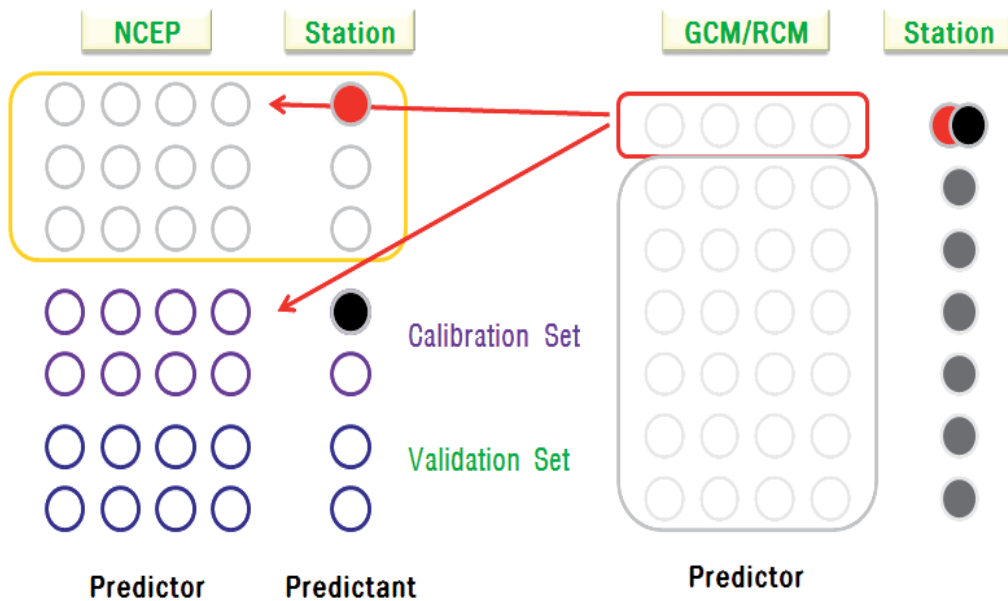 NCEP
Station
GCM/RCM
Station
Calibration Set
Validation Set
Predictor
Predictant
Predictor